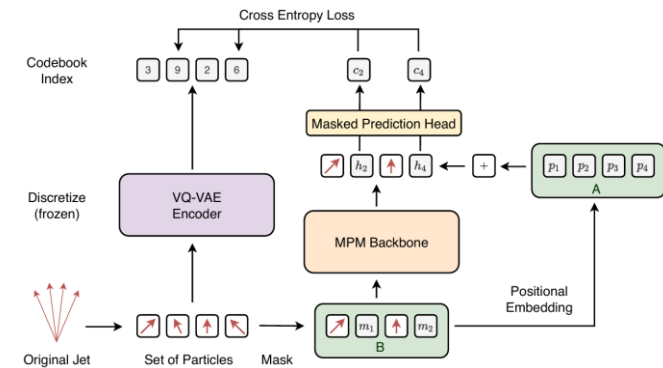 Cross Entropy Loss
Codebook
Index
3 9 2 6
c₂ c₄
Masked Prediction Head
h₂ h₄ + p₁ p₂ p₃ p₄
A
Discretize
(frozen)
VQ-VAE
Encoder
MPM Backbone
Positional
Embedding
m₁ m₂
B
Original Jet
Set of Particles
Mask